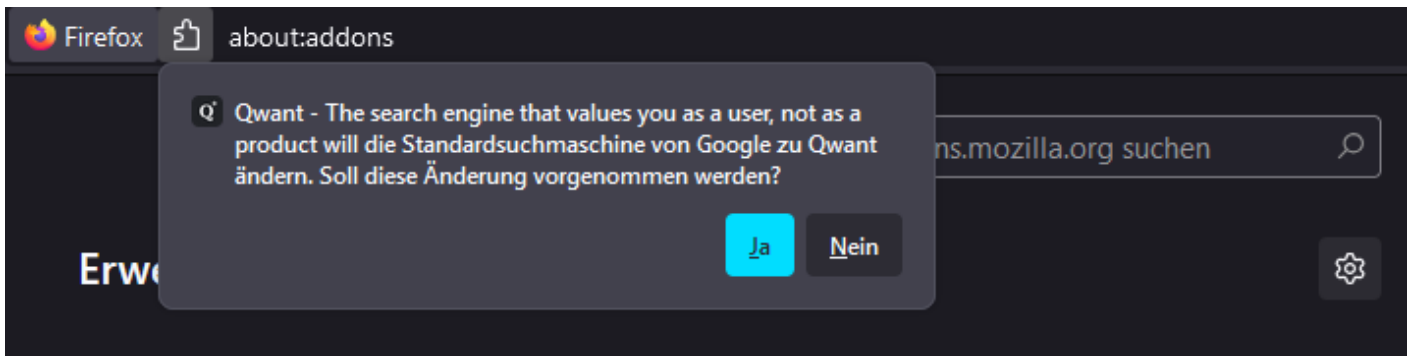 Firefox about:addons
Qwant - The search engine that values you as a user, not as a
product will die Standardsuchmaschine von Google zu Qwant
ändern. Soll diese Änderung vorgenommen werden?
ns.mozilla.org suchen
Ja Nein
Erwe